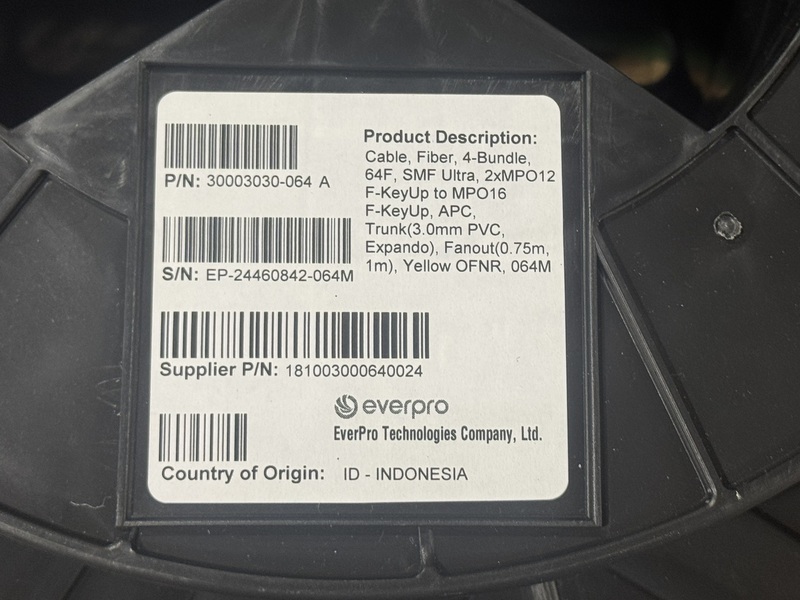 P/N: 30003030-064 A
S/N: EP-24460842-064M
Product Description:
Cable, Fiber, 4-Bundle,
64F, SMF Ultra, 2xMPO12
F-KeyUp to MPO16
F-KeyUp, APC,
Trunk(3.0mm PVC,
Expando), Fanout(0.75m,
1m), Yellow OFNR, 064M
Supplier P/N: 181003000640024
everpro
EverPro Technologies Company, Ltd.
Country of Origin: ID - INDONESIA